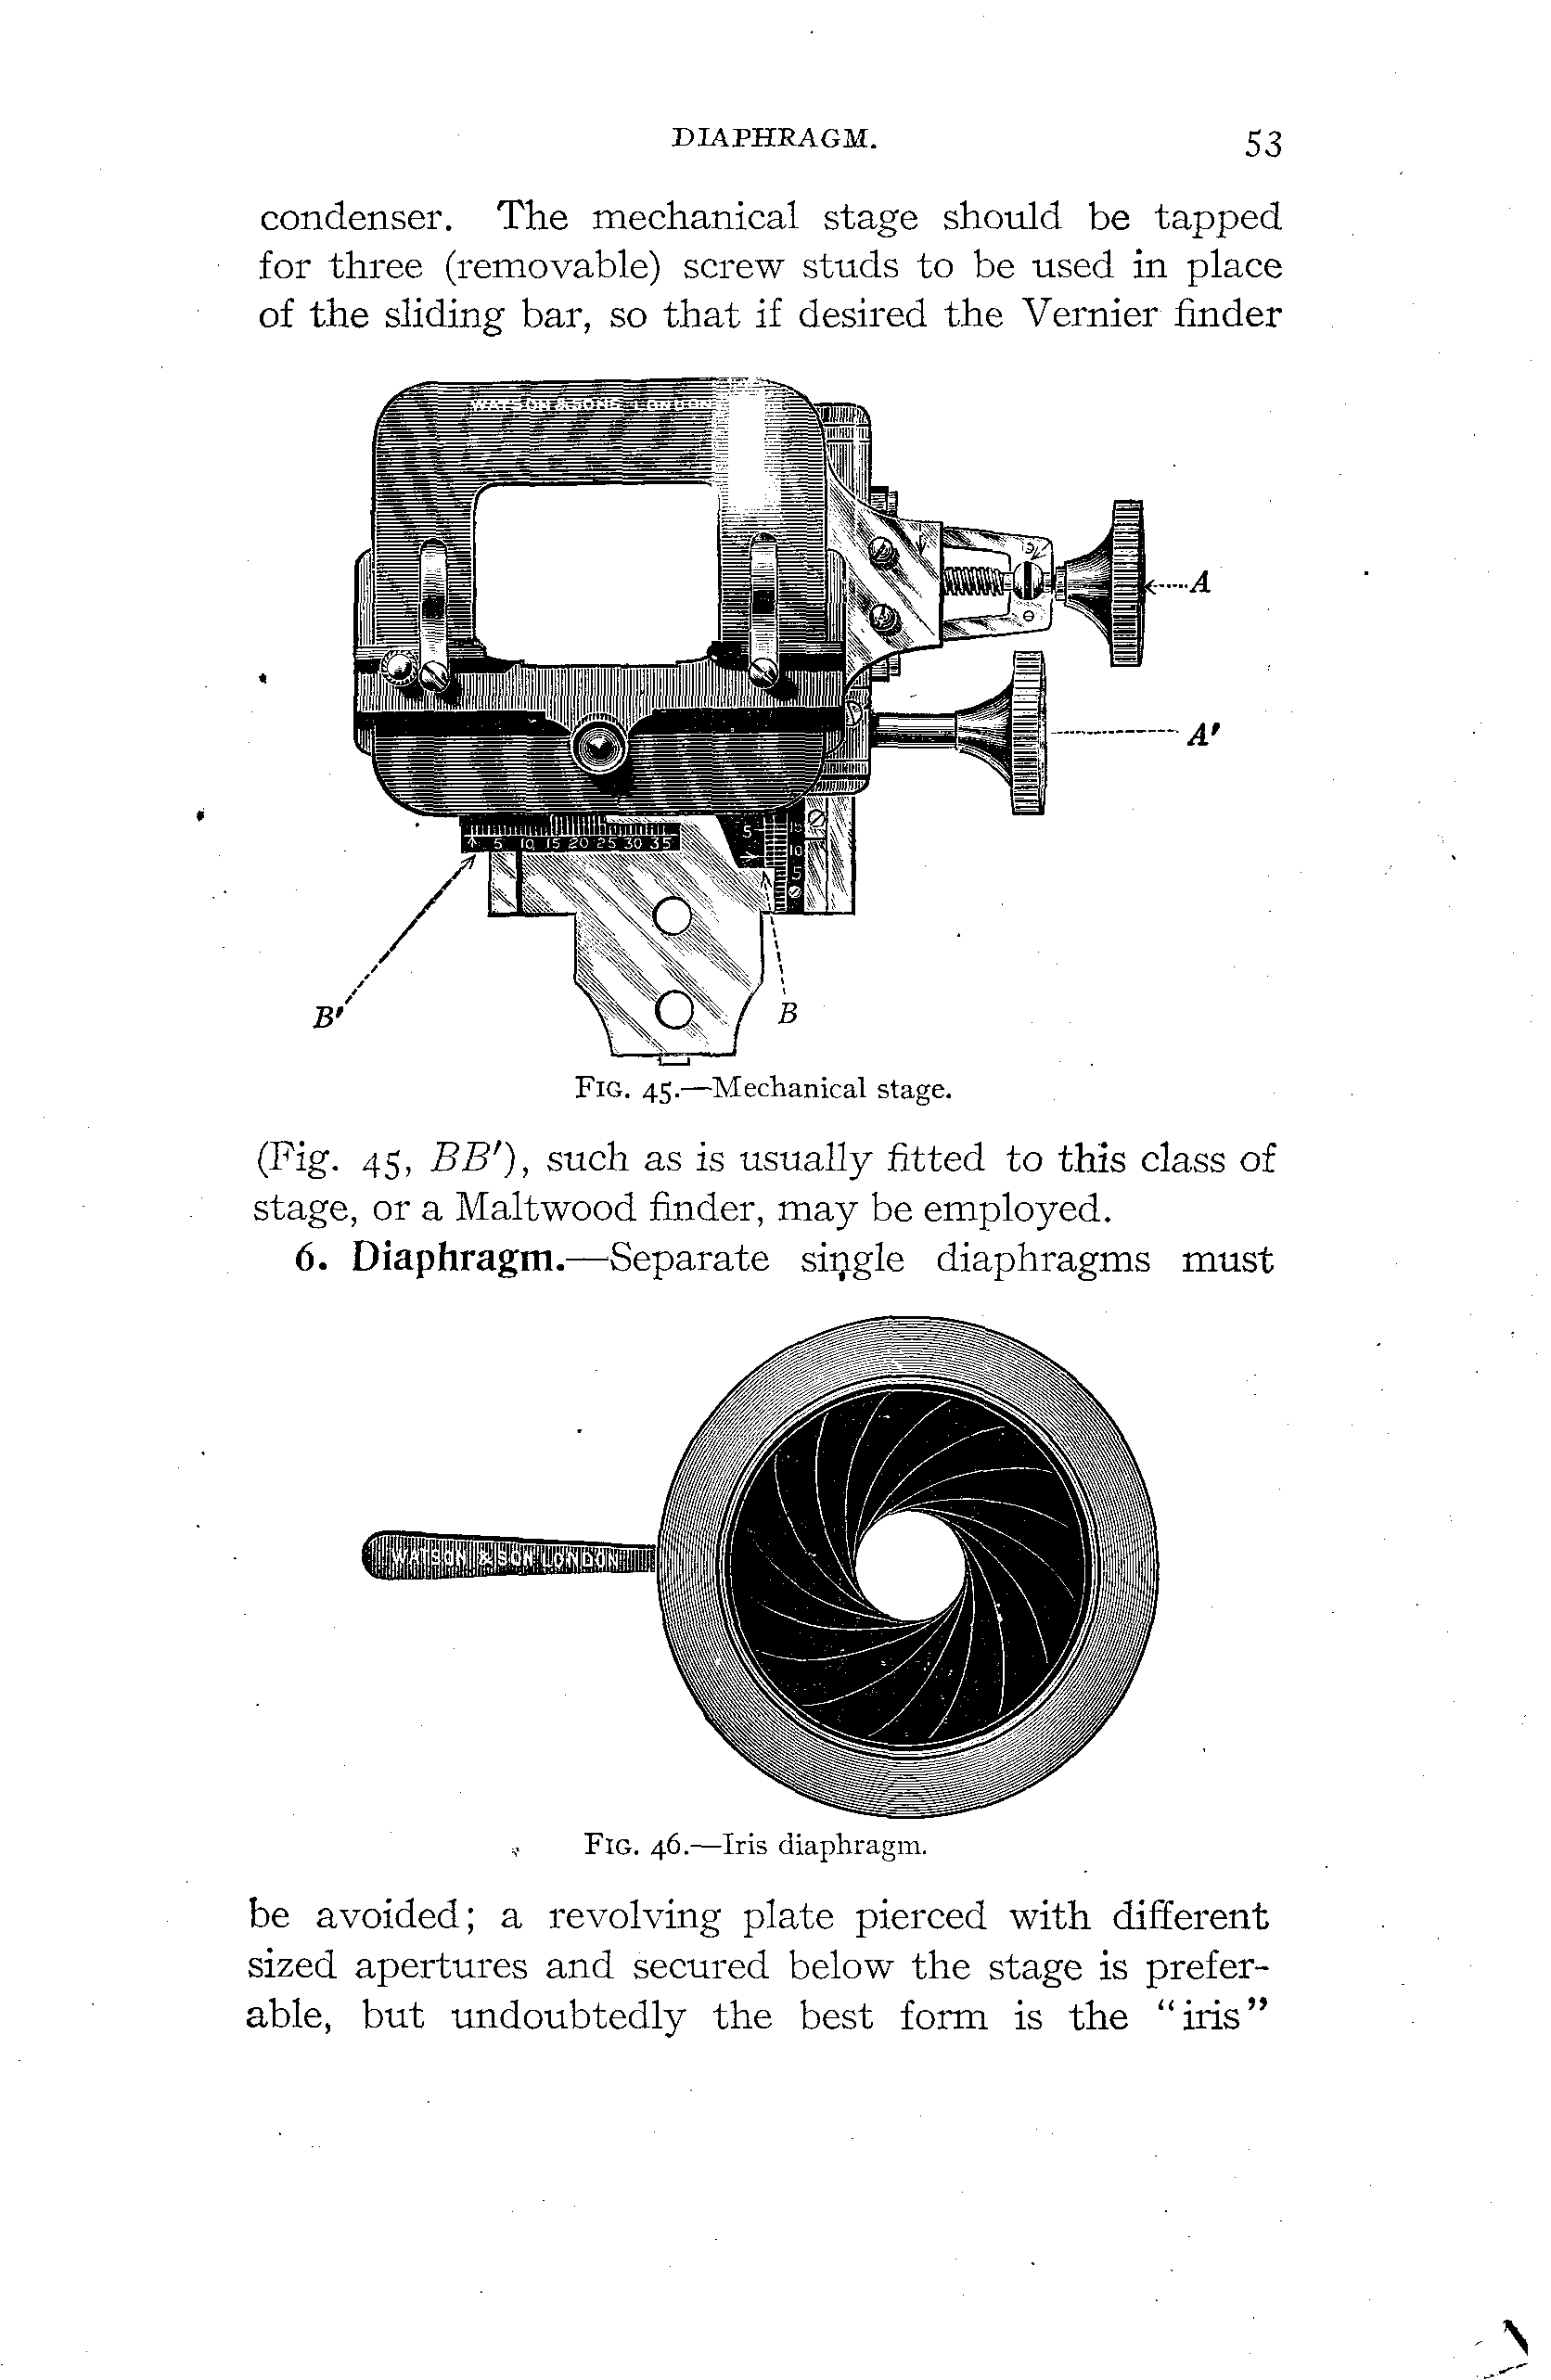 DIAPHRAGM. 53
condenser. The mechanical stage should be tapped
for three (removable) screw studs to be used in place
of the sliding bar, so that if desired the Vernier finder
WATSON & SONS LONDON
A
A'
5 10 15 20 25 30 35
5
15
10
5
B'
B
FIG. 45.—Mechanical stage.
(Fig. 45, BB'), such as is usually fitted to this class of
stage, or a Maltwood finder, may be employed.
6. Diaphragm.—Separate single diaphragms must
WATSON & SON LONDON
FIG. 46.—Iris diaphragm.
be avoided; a revolving plate pierced with different
sized apertures and secured below the stage is prefer-
able, but undoubtedly the best form is the "iris"